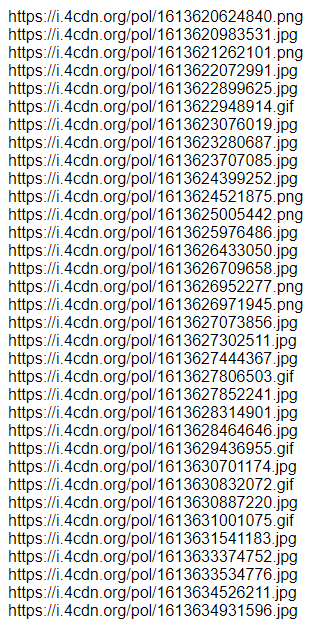 https://i.4cdn.org/pol/1613620624840.png
https://i.4cdn.org/pol/1613620983531.jpg
https://i.4cdn.org/pol/1613621262101.png
https://i.4cdn.org/pol/1613622072991.jpg
https://i.4cdn.org/pol/1613622899625.jpg
https://i.4cdn.org/pol/1613622948914.gif
https://i.4cdn.org/pol/1613623076019.jpg
https://i.4cdn.org/pol/1613623280687.jpg
https://i.4cdn.org/pol/1613623707085.jpg
https://i.4cdn.org/pol/1613624399252.jpg
https://i.4cdn.org/pol/1613624521875.png
https://i.4cdn.org/pol/1613625005442.png
https://i.4cdn.org/pol/1613625976486.jpg
https://i.4cdn.org/pol/1613626433050.jpg
https://i.4cdn.org/pol/1613626709658.jpg
https://i.4cdn.org/pol/1613626952277.png
https://i.4cdn.org/pol/1613626971945.png
https://i.4cdn.org/pol/1613627073856.jpg
https://i.4cdn.org/pol/1613627302511.jpg
https://i.4cdn.org/pol/1613627444367.jpg
https://i.4cdn.org/pol/1613627806503.gif
https://i.4cdn.org/pol/1613627852241.jpg
https://i.4cdn.org/pol/1613628314901.jpg
https://i.4cdn.org/pol/1613628464646.jpg
https://i.4cdn.org/pol/1613629436955.gif
https://i.4cdn.org/pol/1613630701174.jpg
https://i.4cdn.org/pol/1613630832072.gif
https://i.4cdn.org/pol/1613630887220.jpg
https://i.4cdn.org/pol/1613631001075.gif
https://i.4cdn.org/pol/1613631541183.jpg
https://i.4cdn.org/pol/1613633374752.jpg
https://i.4cdn.org/pol/1613633534776.jpg
https://i.4cdn.org/pol/1613634526211.jpg
https://i.4cdn.org/pol/1613634931596.jpg